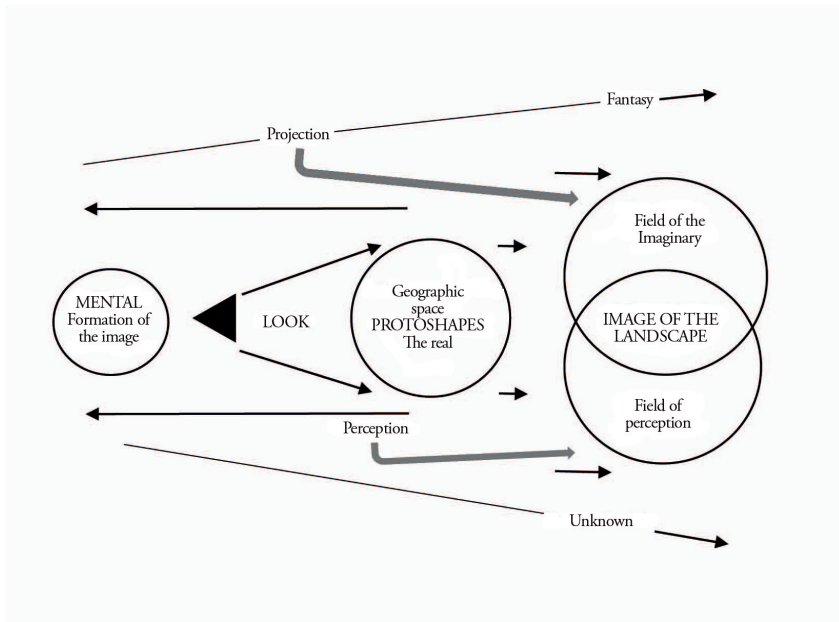 Fantasy
Projection
Field of the
Imaginary
MENTAL
Formation of
the image
LOOK
Geographic
space
PROTOSHAPES
The real
IMAGE OF THE
LANDSCAPE
Field of
perception
Perception
Unknown